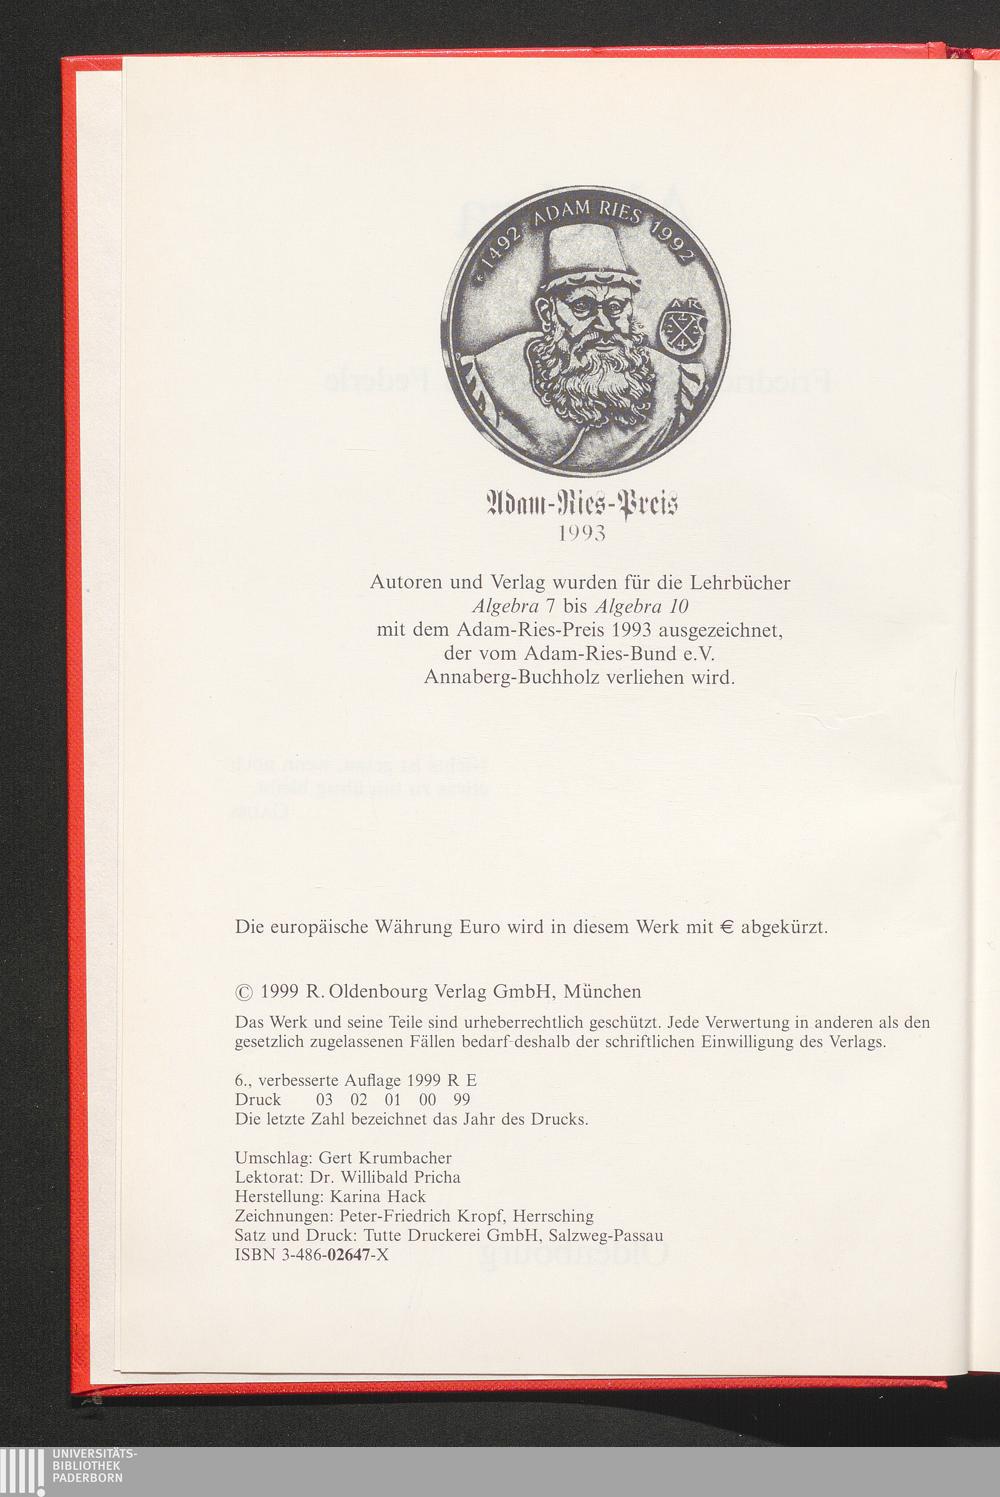 * 1492 ADAM RIES 1992
A R
Adam-Ries-Preis
1993
Autoren und Verlag wurden für die Lehrbücher
Algebra 7 bis Algebra 10
mit dem Adam-Ries-Preis 1993 ausgezeichnet,
der vom Adam-Ries-Bund e.V.
Annaberg-Buchholz verliehen wird.
Die europäische Währung Euro wird in diesem Werk mit € abgekürzt.
© 1999 R. Oldenbourg Verlag GmbH, München
Das Werk und seine Teile sind urheberrechtlich geschützt. Jede Verwertung in anderen als den
gesetzlich zugelassenen Fällen bedarf deshalb der schriftlichen Einwilligung des Verlags.
6., verbesserte Auflage 1999 R E
Druck 03 02 01 00 99
Die letzte Zahl bezeichnet das Jahr des Drucks.
Umschlag: Gert Krumbacher
Lektorat: Dr. Willibald Pricha
Herstellung: Karina Hack
Zeichnungen: Peter-Friedrich Kropf, Herrsching
Satz und Druck: Tutte Druckerei GmbH, Salzweg-Passau
ISBN 3-486-02647-X
UNIVERSITÄTS-
BIBLIOTHEK
PADERBORN